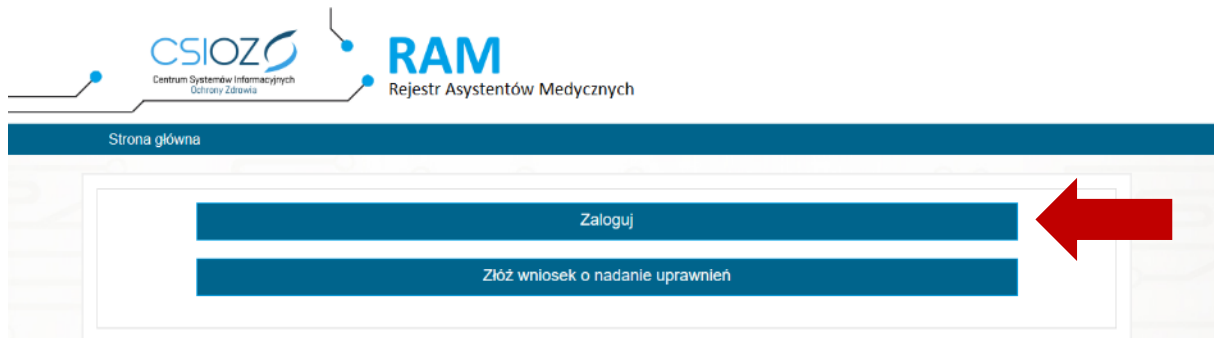 CSIOZ
Centrum Systemów Informacyjnych
Ochrony Zdrowia
RAM
Rejestr Asystentów Medycznych
Strona główna
Zaloguj
Złóż wniosek o nadanie uprawnień